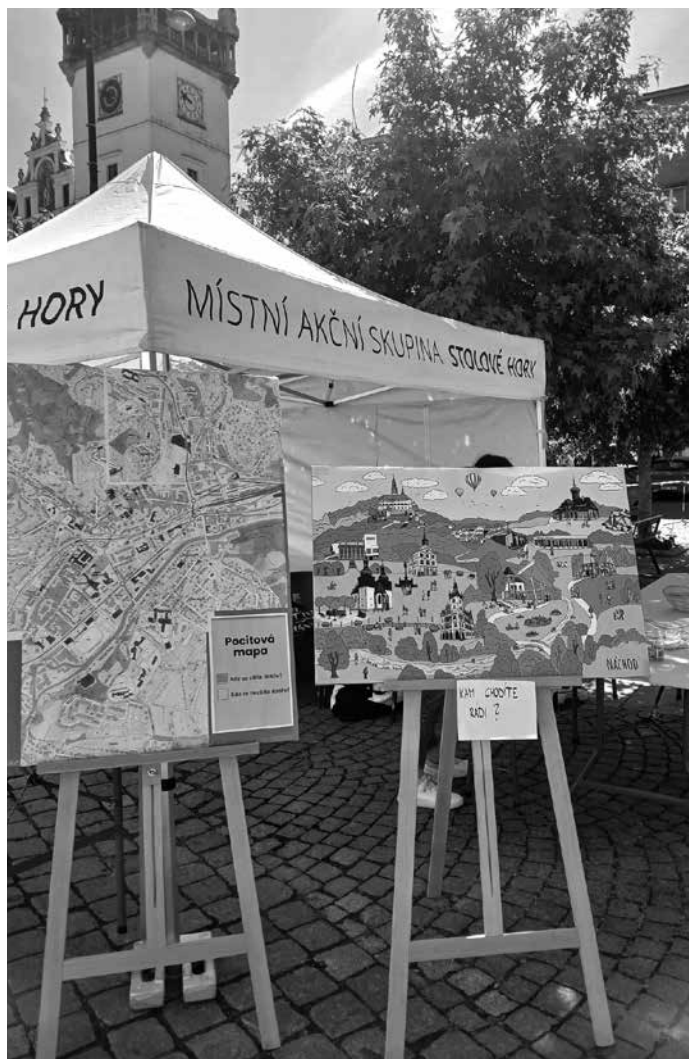 HORY
MÍSTNÍ AKČNÍ SKUPINA STOLOVÉ HORY
Pocitová
mapa
NÁCHOD
KAM CHODÍTE
RÁDI ?